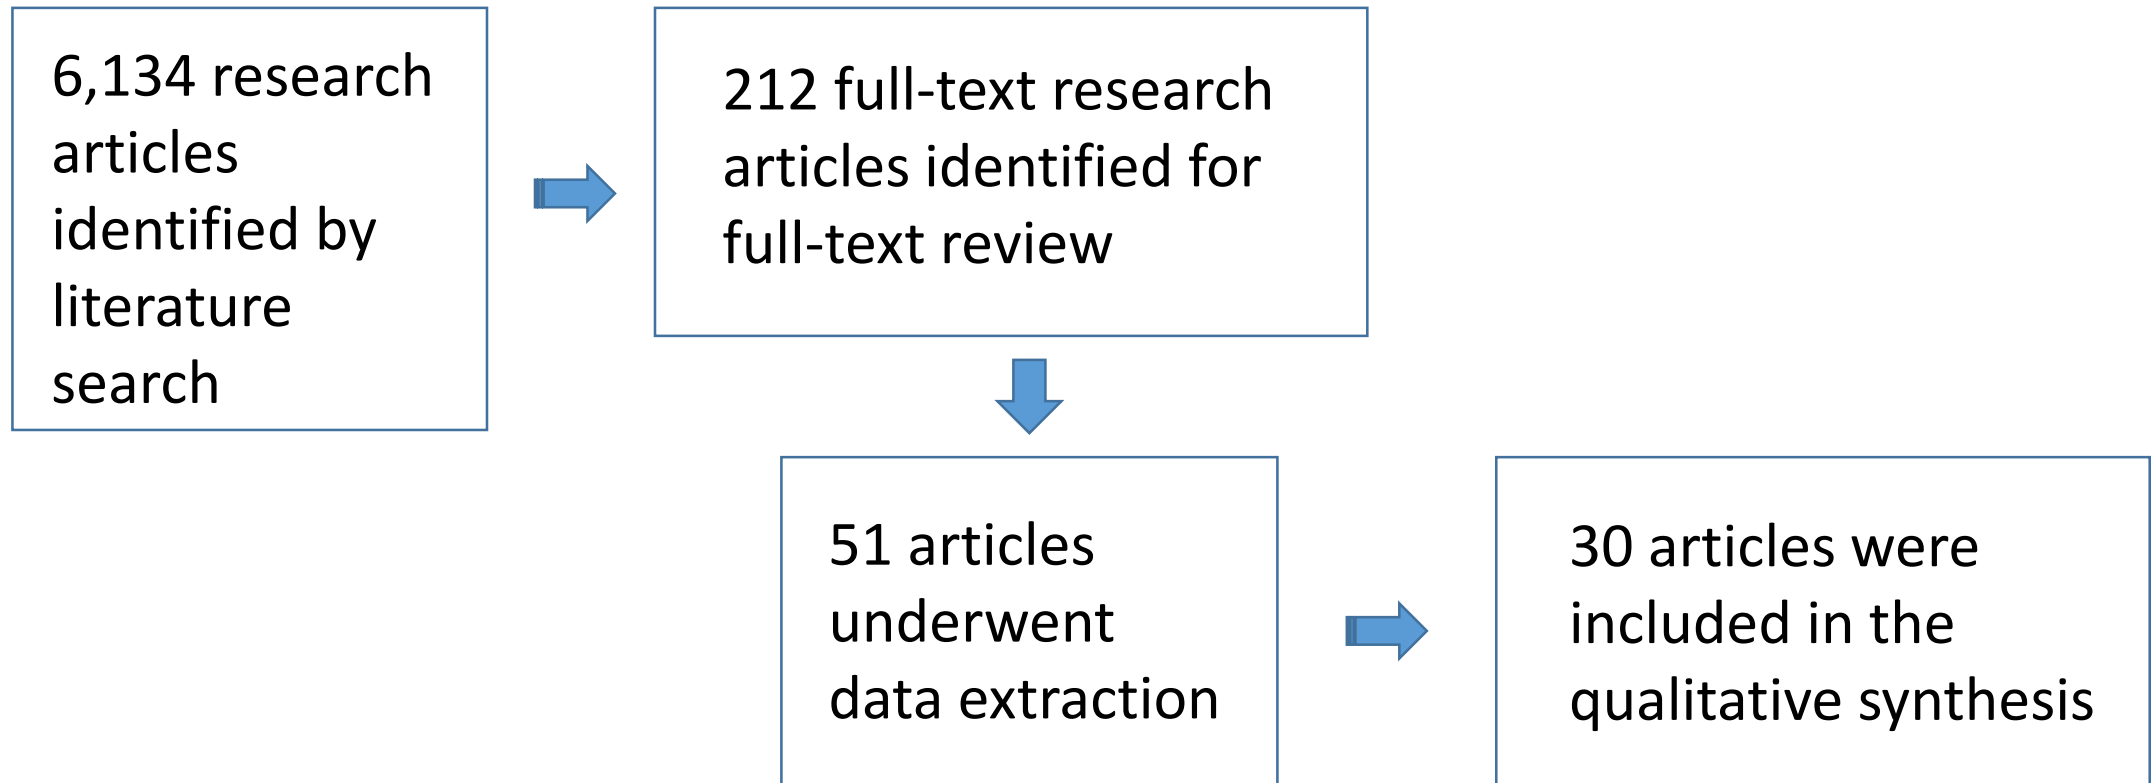 6,134 research
articles
identified by
literature
search
212 full-text research
articles identified for
full-text review
51 articles
underwent
data extraction
30 articles were
included in the
qualitative synthesis